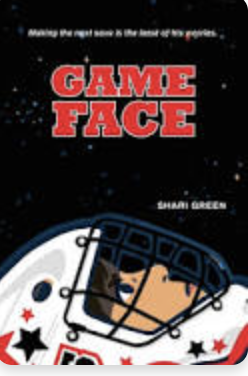 Making the next save is the least of his worries.
GAME
FACE
SHARI GREEN